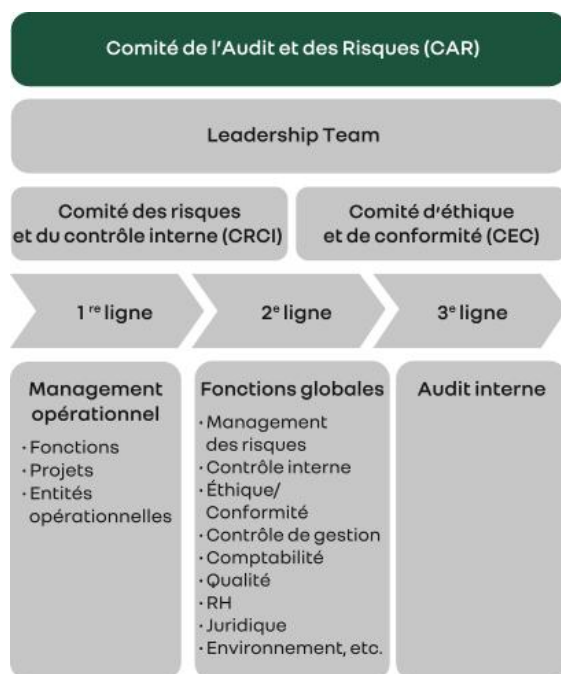 Comité de l'Audit et des Risques (CAR)
Leadership Team
Comité des risques
et du contrôle interne (CRCI)
Comité d'éthique
et de conformité (CEC)
1re ligne
2e ligne
3e ligne
Management
opérationnel
· Fonctions
· Projets
· Entités
opérationnelles
Fonctions globales
· Management
des risques
· Contrôle interne
· Éthique/
Conformité
· Contrôle de gestion
· Comptabilité
· Qualité
· RH
· Juridique
· Environnement, etc.
Audit interne